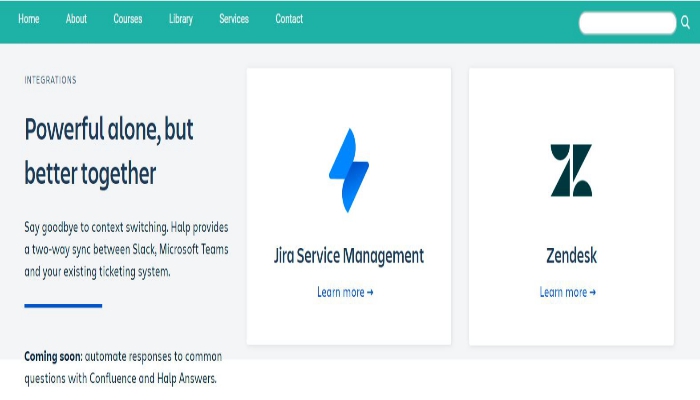 Home About Courses Library Services Contact
INTEGRATIONS
Powerful alone, but
better together
Say goodbye to context switching. Halp provides
a two-way sync between Slack, Microsoft Teams
and your existing ticketing system.
Coming soon: automate responses to common
questions with Confluence and Halp Answers.
Jira Service Management
Learn more →
Zendesk
Learn more →